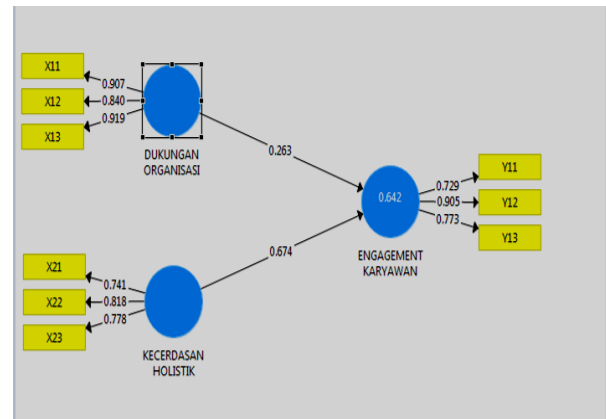 X11
X12
X13
0.907
0.840
0.919
DUKUNGAN
ORGANISASI
0.263
0.642
ENGAGEMENT
KARYAWAN
0.729
0.905
0.773
Y11
Y12
Y13
0.674
X21
X22
X23
0.741
0.818
0.778
KECERDASAN
HOLISTIK